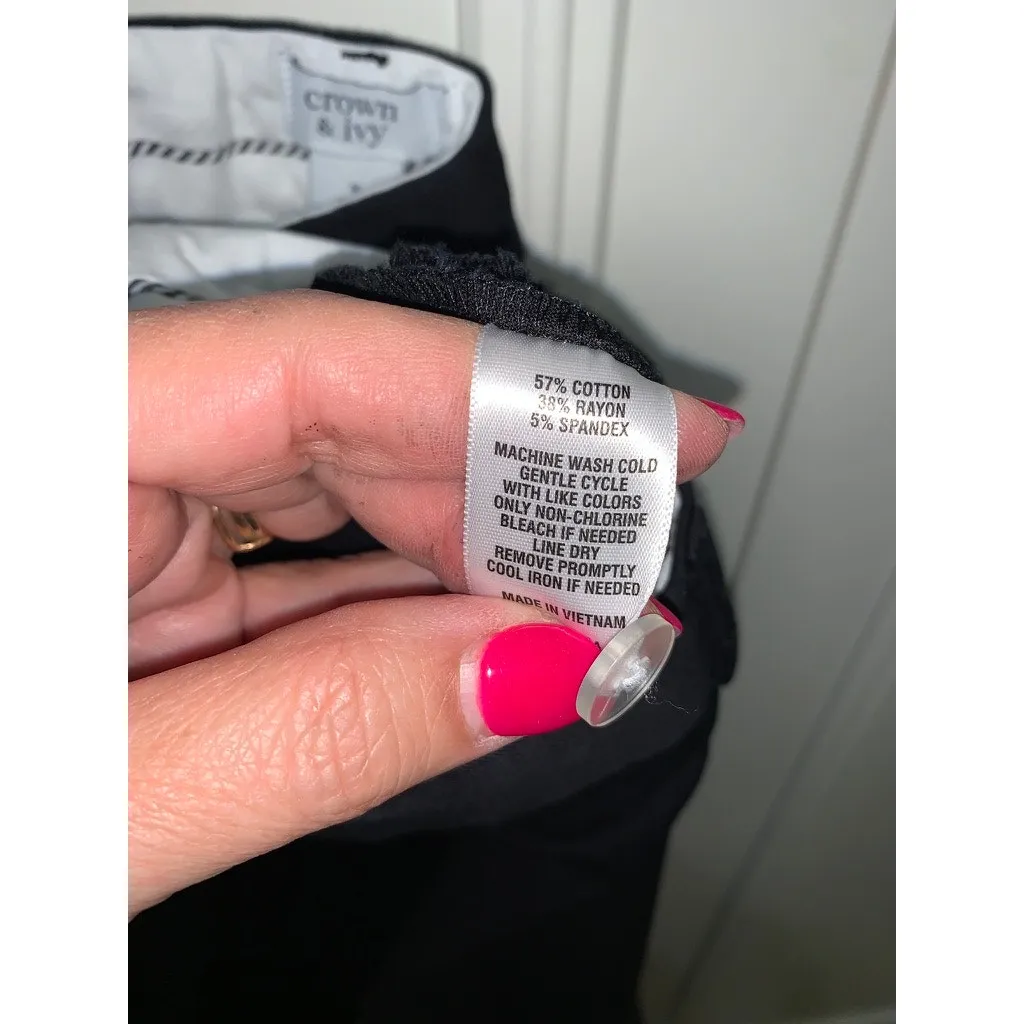 crown
& ivy
57% COTTON
38% RAYON
5% SPANDEX
MACHINE WASH COLD
GENTLE CYCLE
WITH LIKE COLORS
ONLY NON-CHLORINE
BLEACH IF NEEDED
LINE DRY
REMOVE PROMPTLY
COOL IRON IF NEEDED
MADE IN VIETNAM